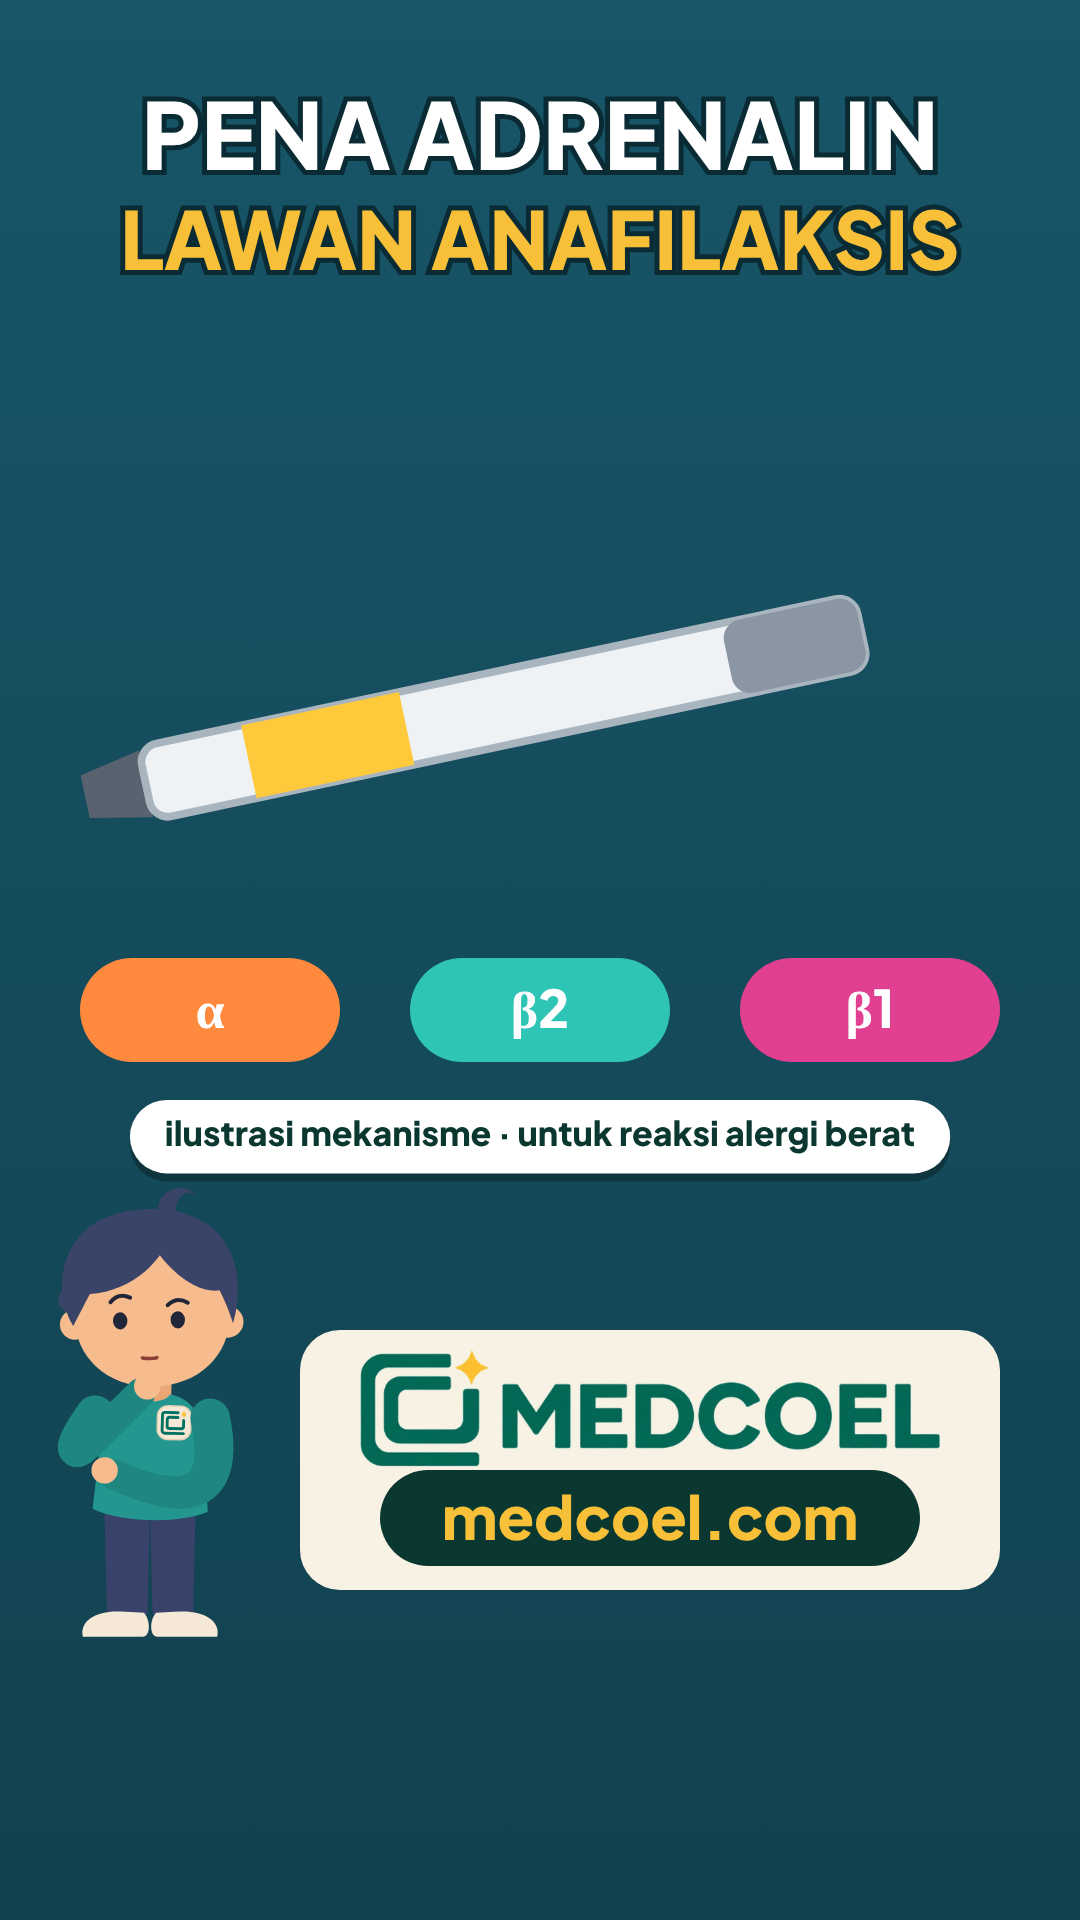 PENA ADRENALIN
LAWAN ANAFILAKSIS
α
β2
β1
ilustrasi mekanisme · untuk reaksi alergi berat
MEDCOEL
medcoel.com